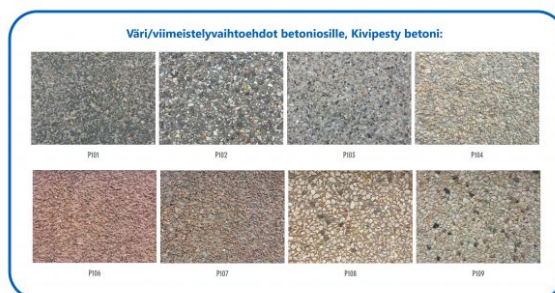 Väri/viimeistelyvaihtoehdot betoniosille, Kivipesty betoni:
P101
P102
P103
P104
P106
P107
P108
P109